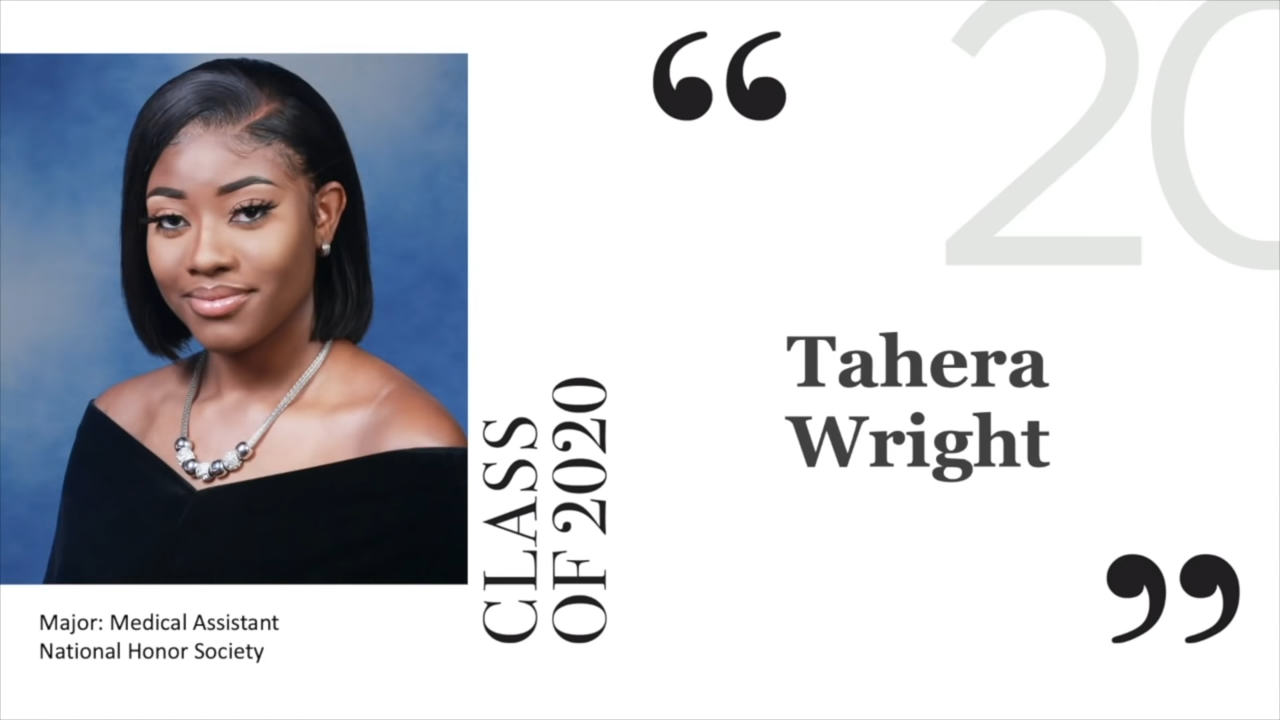 “
20
Tahera
Wright
”
CLASS
OF 2020
Major: Medical Assistant
National Honor Society